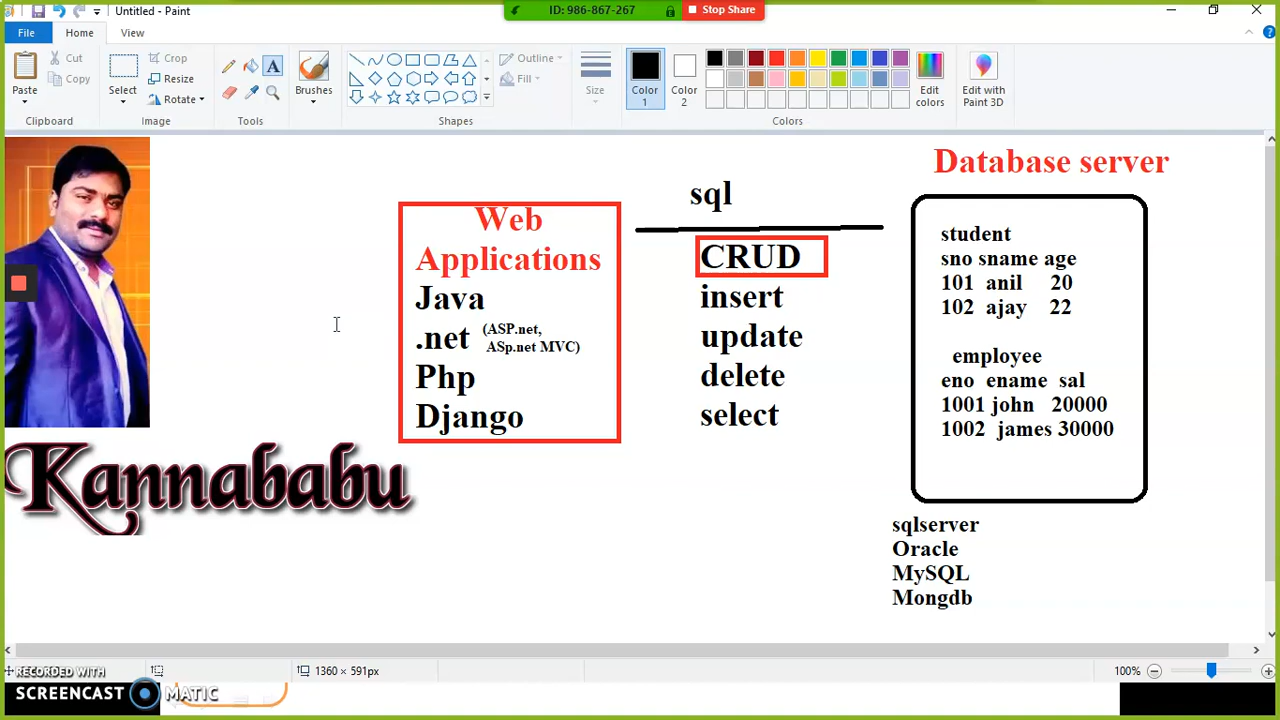 Untitled - Paint
ID: 986-867-267
Stop Share
File Home View
Paste
Cut
Copy
Clipboard
Select
Crop
Resize
Rotate
Image
Tools
Brushes
Outline
Fill
Shapes
Size
Color 1
Color 2
Edit colors
Colors
Edit with Paint 3D
Kannababu
Web
Applications
Java
.net (ASP.net,
ASp.net MVC)
Php
Django
sql
CRUD
insert
update
delete
select
Database server
student
sno sname age
101 anil 20
102 ajay 22
employee
eno ename sal
1001 john 20000
1002 james 30000
sqlserver
Oracle
MySQL
Mongdb
1360 × 591px
100%
RECORDED WITH
SCREENCAST MATIC